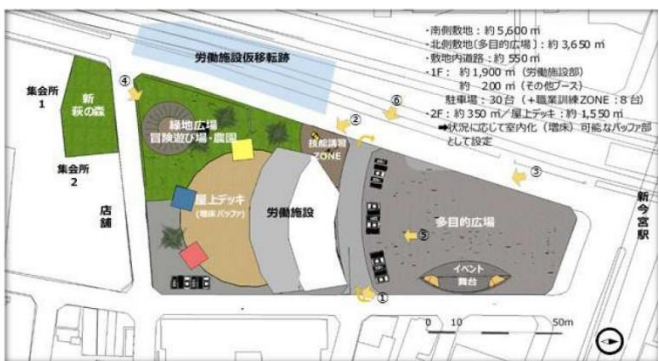 ・南側敷地：約5,600㎡
・北側敷地〔多目的広場〕：約3,650㎡
・敷地内道路：約550㎡
・1F： 約1,900㎡（労働施設部）
約 200㎡（その他ブース）
駐車場：30台（＋職業訓練ZONE：8台）
・2F：約350㎡／屋上デッキ：約1,550㎡
➡状況に応じて室内化（増床）可能なバッファ部
として設定
労働施設仮移転跡
集会所
1
新
萩の森
集会所
2
店舗
④
緑地広場
冒険遊び場・農園
②
⑥
技能講習
ZONE
③
屋上デッキ
(増床バッファ)
労働施設
多目的広場
⑤
新今宮駅
イベント
舞台
①
0 10 50m